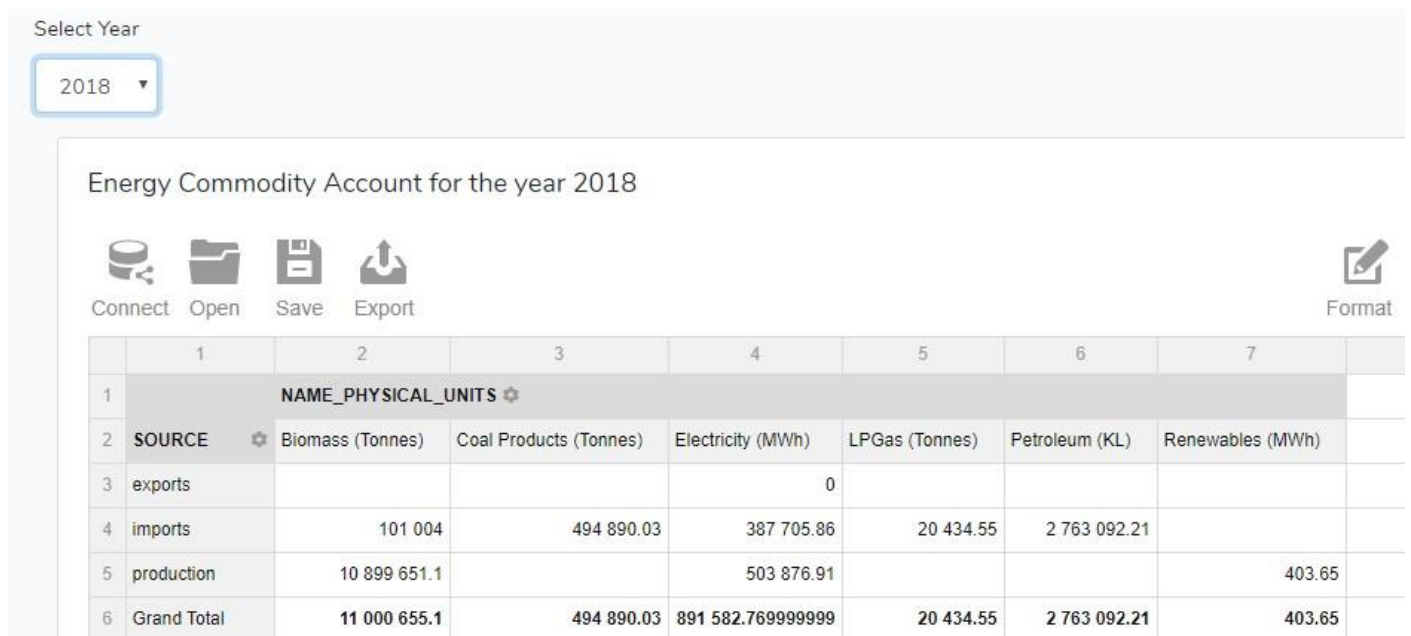 Select Year
2018
Energy Commodity Account for the year 2018
Connect Open Save Export Format
1 2 3 4 5 6 7
1 NAME_PHYSICAL_UNITS
2 SOURCE Biomass (Tonnes) Coal Products (Tonnes) Electricity (MWh) LPGas (Tonnes) Petroleum (KL) Renewables (MWh)
3 exports 0
4 imports 101 004 494 890.03 387 705.86 20 434.55 2 763 092.21
5 production 10 899 651.1 503 876.91 403.65
6 Grand Total 11 000 655.1 494 890.03 891 582.769999999 20 434.55 2 763 092.21 403.65